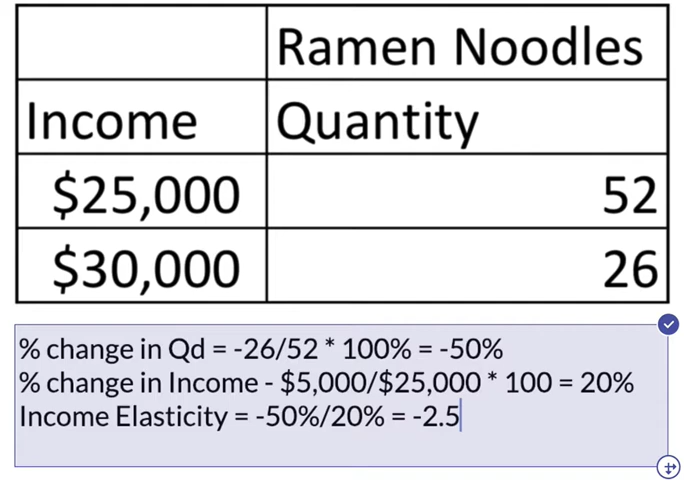 Ramen Noodles
Income Quantity
$25,000 52
$30,000 26
% change in Qd = -26/52 * 100% = -50%
% change in Income - $5,000/$25,000 * 100 = 20%
Income Elasticity = -50%/20% = -2.5